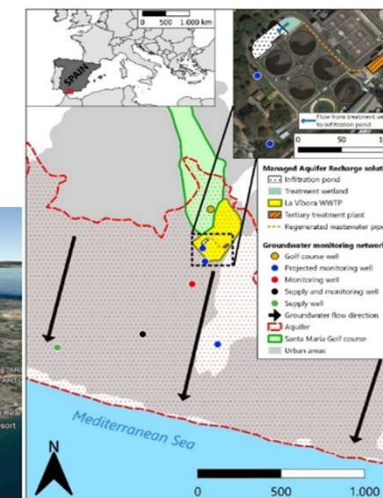 0 500 1.000 km
SPAIN
Flow from treatment we
to infiltration pond
0 50
Managed Aquifer Recharge solut
Infiltration pond
Treatment wetland
La Víbora WWTP
Tertiary treatment plant
Regenerated wastewater pipe
Groundwater monitoring network
Golf course well
Projected monitoring well
Monitoring well
Supply and monitoring well
Supply well
Groundwater flow direction
Aquifer
Santa Maria Golf course
Urban areas
Mediterranean Sea
N
0 500 1.000